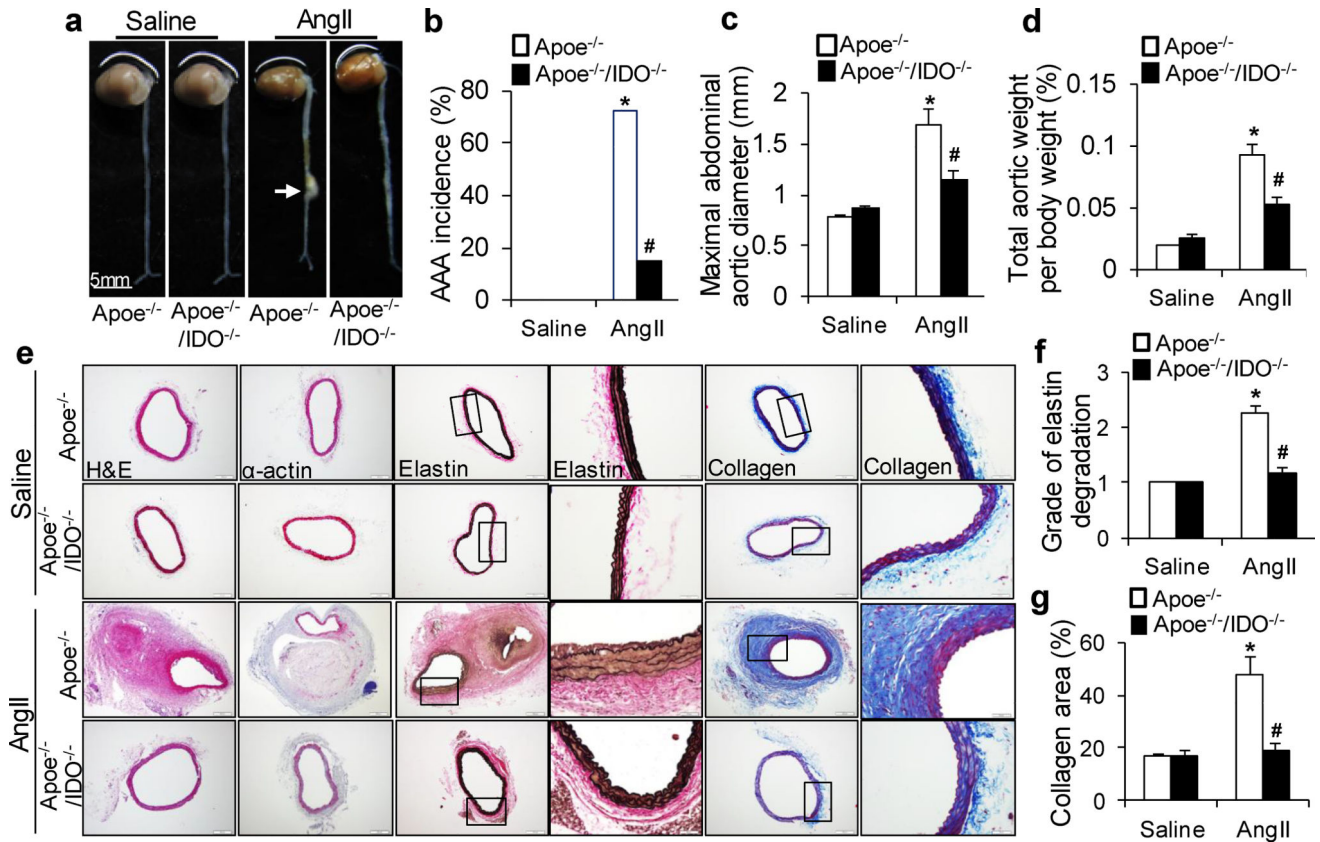 a
Saline
AngII
5mm
Apoe⁻/⁻
Apoe⁻/⁻
/IDO⁻/⁻
Apoe⁻/⁻
Apoe⁻/⁻
/IDO⁻/⁻
b
Apoe⁻/⁻
Apoe⁻/⁻/IDO⁻/⁻
AAA incidence (%)
80
60
40
20
0
*
#
Saline
AngII
c
Apoe⁻/⁻
Apoe⁻/⁻/IDO⁻/⁻
Maximal abdominal
aortic diameter (mm)
2
1.5
1
0.5
0
*
#
Saline
AngII
d
Apoe⁻/⁻
Apoe⁻/⁻/IDO⁻/⁻
Total aortic weight
per body weight (%)
0.15
0.1
0.05
0
*
#
Saline
AngII
e
Saline
Apoe⁻/⁻
H&E
α-actin
Elastin
Elastin
Collagen
Collagen
Apoe⁻/⁻
/IDO⁻/⁻
AngII
Apoe⁻/⁻
Apoe⁻/⁻
/IDO⁻/⁻
f
Apoe⁻/⁻
Apoe⁻/⁻/IDO⁻/⁻
Grade of elastin
degradation
3
2
1
0
*
#
Saline
AngII
g
Apoe⁻/⁻
Apoe⁻/⁻/IDO⁻/⁻
Collagen area (%)
60
40
20
0
*
#
Saline
AngII